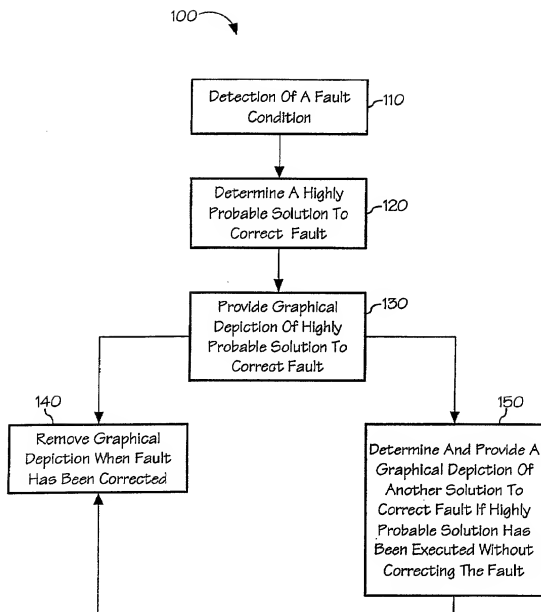 100
Detection Of A Fault
Condition
110
Determine A Highly
Probable Solution To
Correct Fault
120
130
Provide Graphical
Depiction Of Highly
Probable Solution To
Correct Fault
140
Remove Graphical
Depiction When Fault
Has Been Corrected
150
Determine And Provide A
Graphical Depiction Of
Another Solution To
Correct Fault If Highly
Probable Solution Has
Been Executed Without
Correcting The Fault